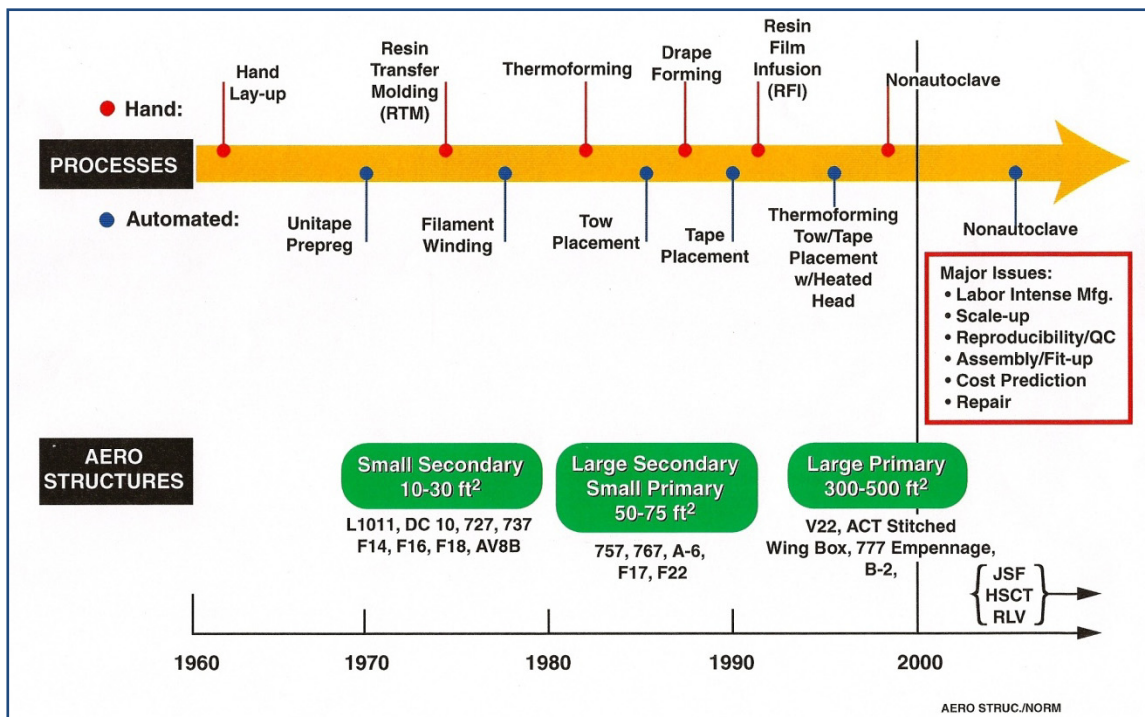 Hand
Lay-up
Resin
Transfer
Molding
(RTM)
Thermoforming
Drape
Forming
Resin
Film
Infusion
(RFI)
Nonautoclave
Hand:
PROCESSES
Automated:
Unitape
Prepreg
Filament
Winding
Tow
Placement
Tape
Placement
Thermoforming
Tow/Tape
Placement
w/Heated
Head
Nonautoclave
Major Issues:
• Labor Intense Mfg.
• Scale-up
• Reproducibility/QC
• Assembly/Fit-up
• Cost Prediction
• Repair
AERO
STRUCTURES
Small Secondary
10-30 ft²
L1011, DC 10, 727, 737
F14, F16, F18, AV8B
Large Secondary
Small Primary
50-75 ft²
757, 767, A-6,
F17, F22
Large Primary
300-500 ft²
V22, ACT Stitched
Wing Box, 777 Empennage,
B-2,
JSF
HSCT
RLV
1960 1970 1980 1990 2000
AERO STRUC./NORM